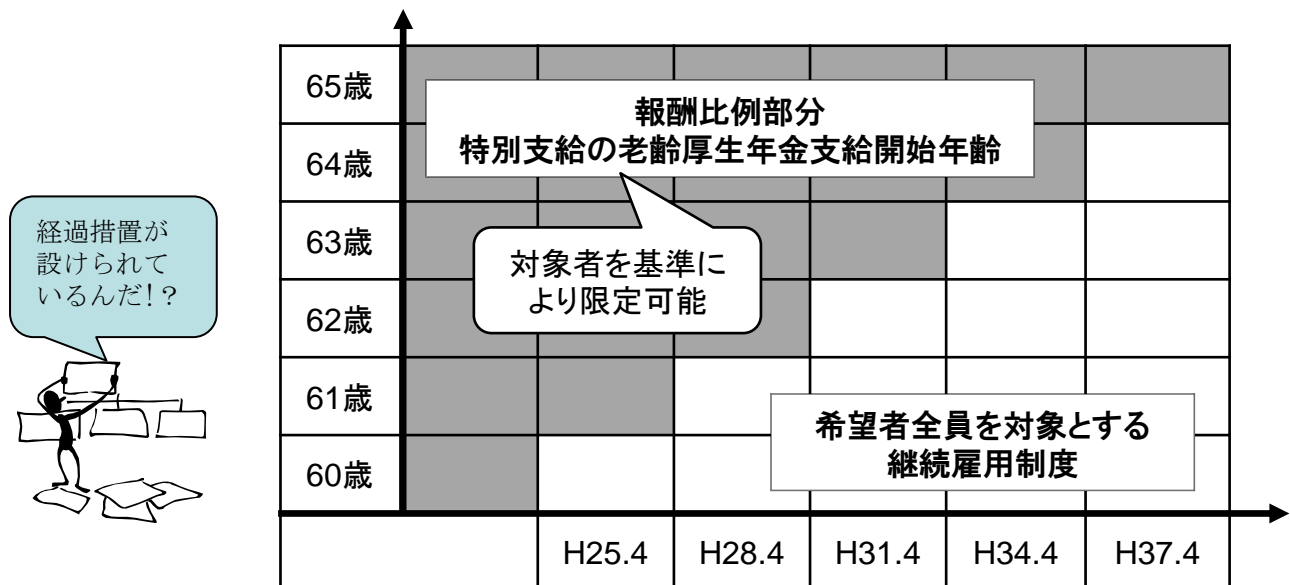 65歳
報酬比例部分
特別支給の老齢厚生年金支給開始年齢
64歳
経過措置が
設けられて
いるんだ!?
63歳
対象者を基準に
より限定可能
62歳
61歳
希望者全員を対象とする
継続雇用制度
60歳
H25.4 H28.4 H31.4 H34.4 H37.4